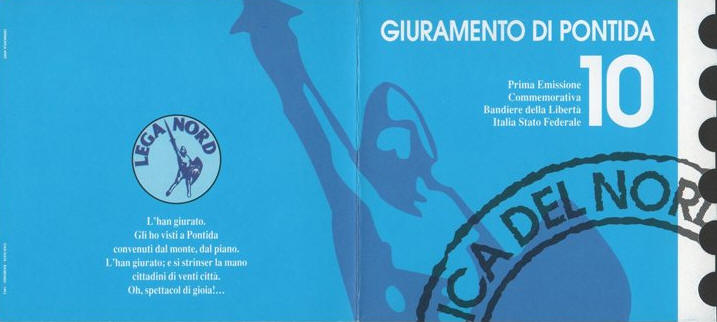 LEGA NORD
L'han giurato.
Gli ho visti a Pontida
convenuti dal monte, dal piano.
L'han giurato; e si strinser la mano
cittadini di venti città.
Oh, spettacol di gioia!...
GIURAMENTO DI PONTIDA
10
Prima Emissione
Commemorativa
Bandiere della Libertà
Italia Stato Federale
ICA DEL NORD